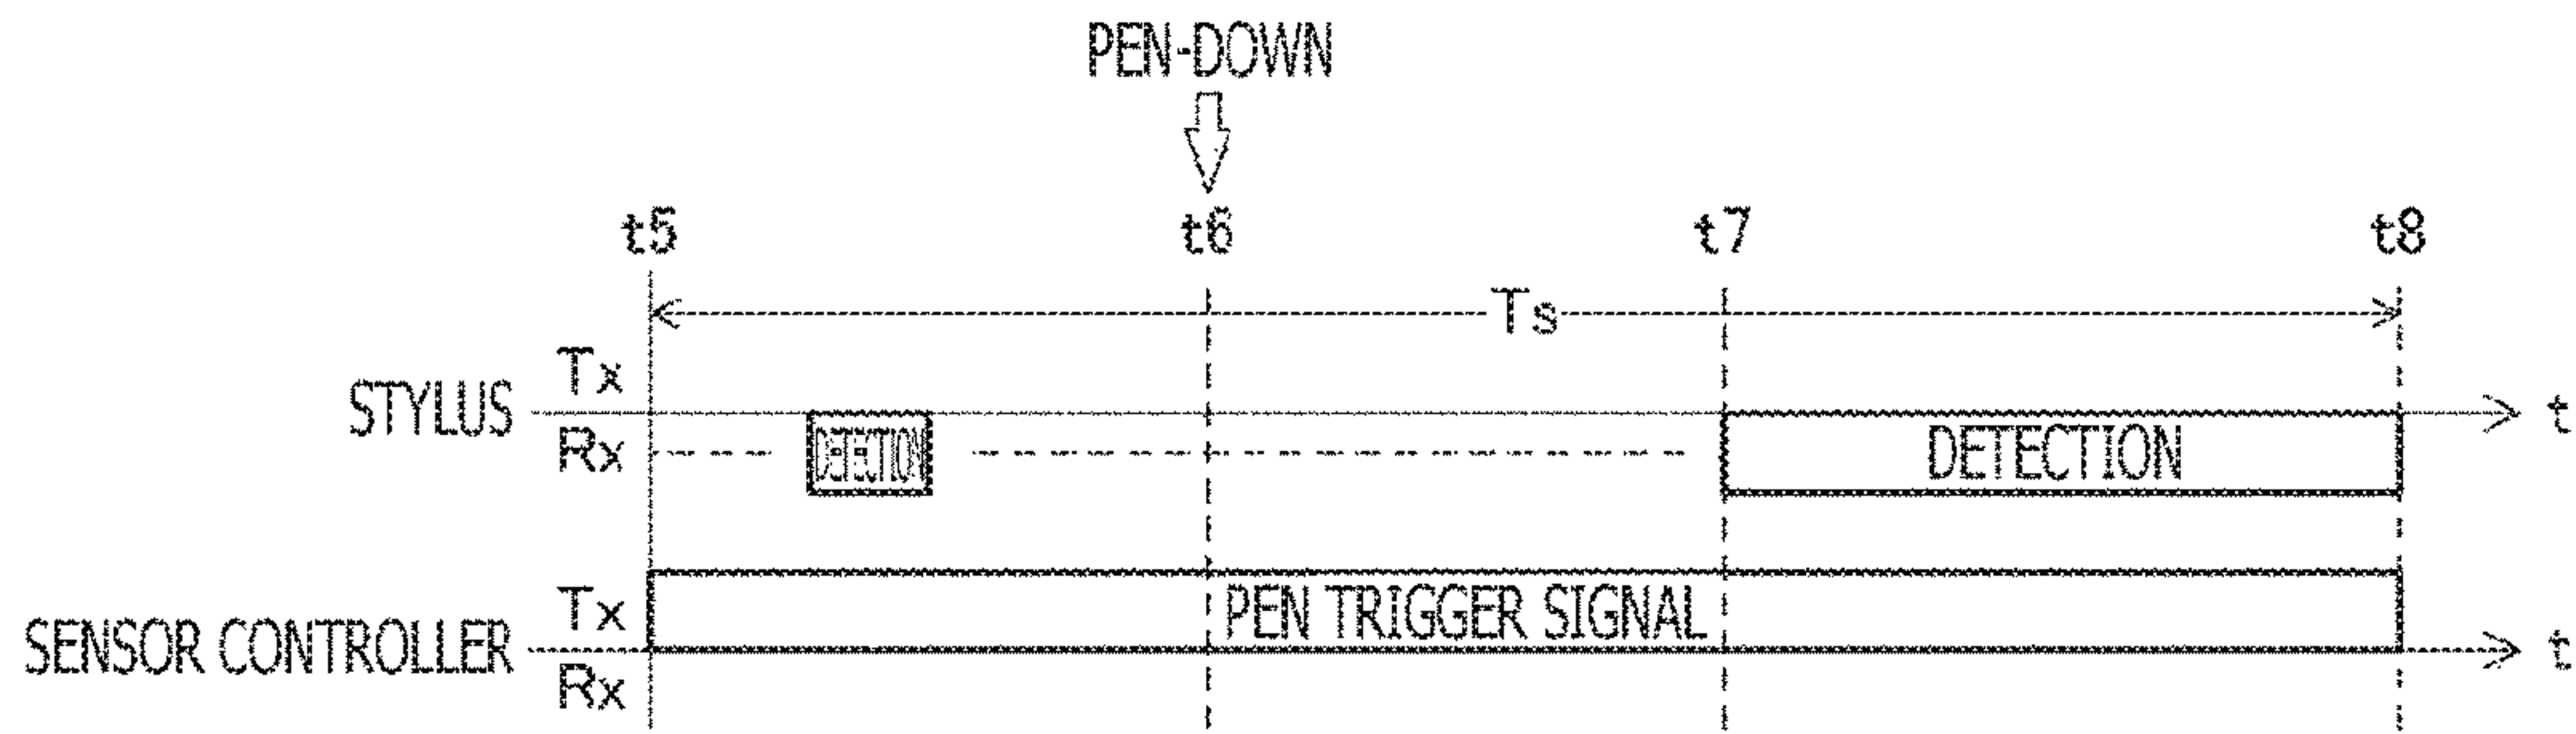 PEN-DOWN
t5 t6 t7 t8
Ts
Tx
STYLUS t
Rx DETECTION DETECTION
Tx PEN TRIGGER SIGNAL
SENSOR CONTROLLER t
Rx